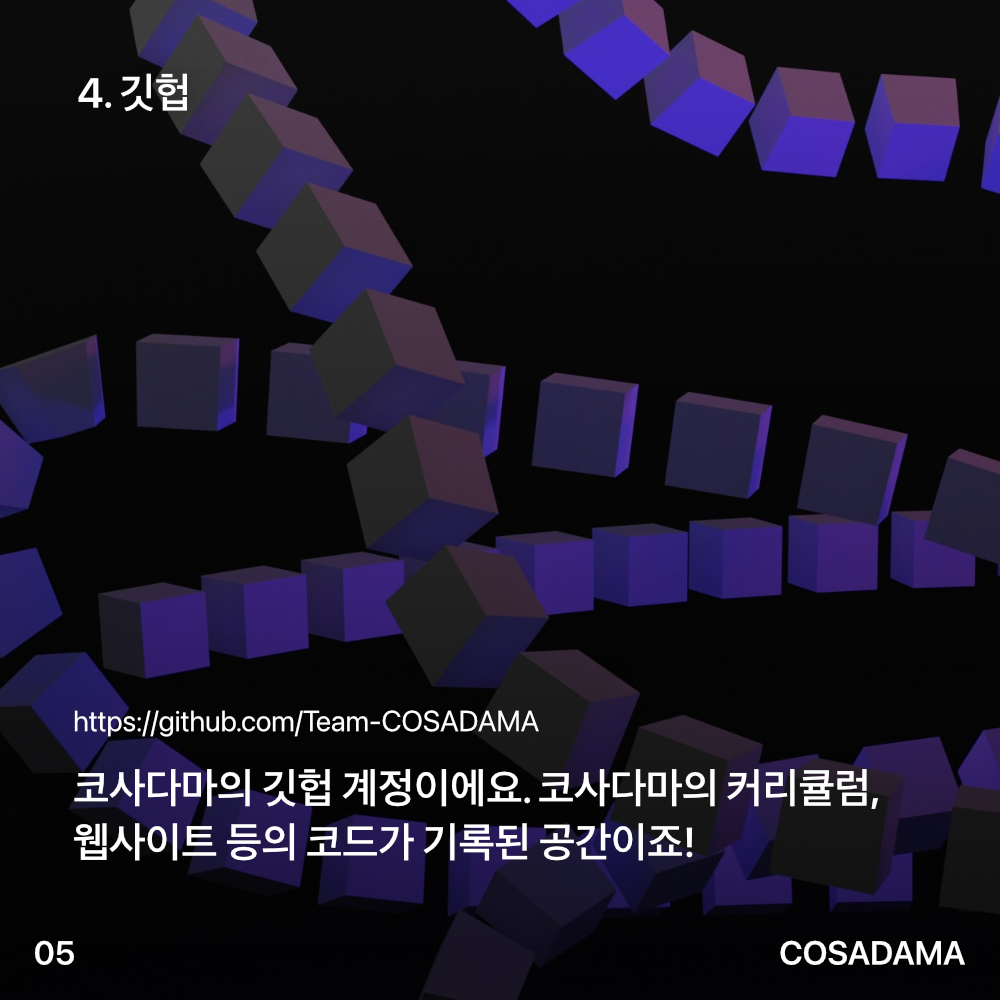 4. 깃헙
https://github.com/Team-COSADAMA
코사다마의 깃헙 계정이에요. 코사다마의 커리큘럼,
웹사이트 등의 코드가 기록된 공간이죠!
05
COSADAMA